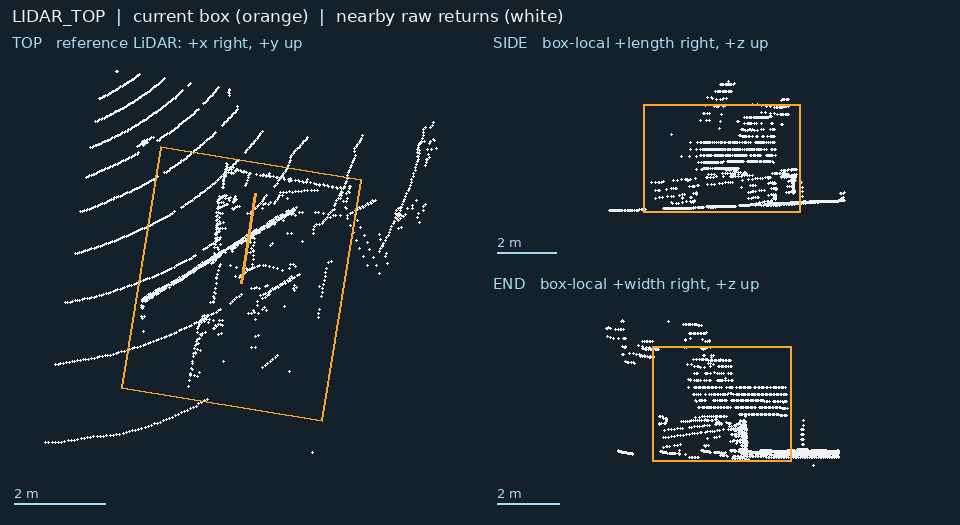 LIDAR_TOP  |  current box (orange)  |  nearby raw returns (white)
TOP   reference LiDAR: +x right, +y up
SIDE   box-local +length right, +z up
2 m
END   box-local +width right, +z up
2 m
2 m